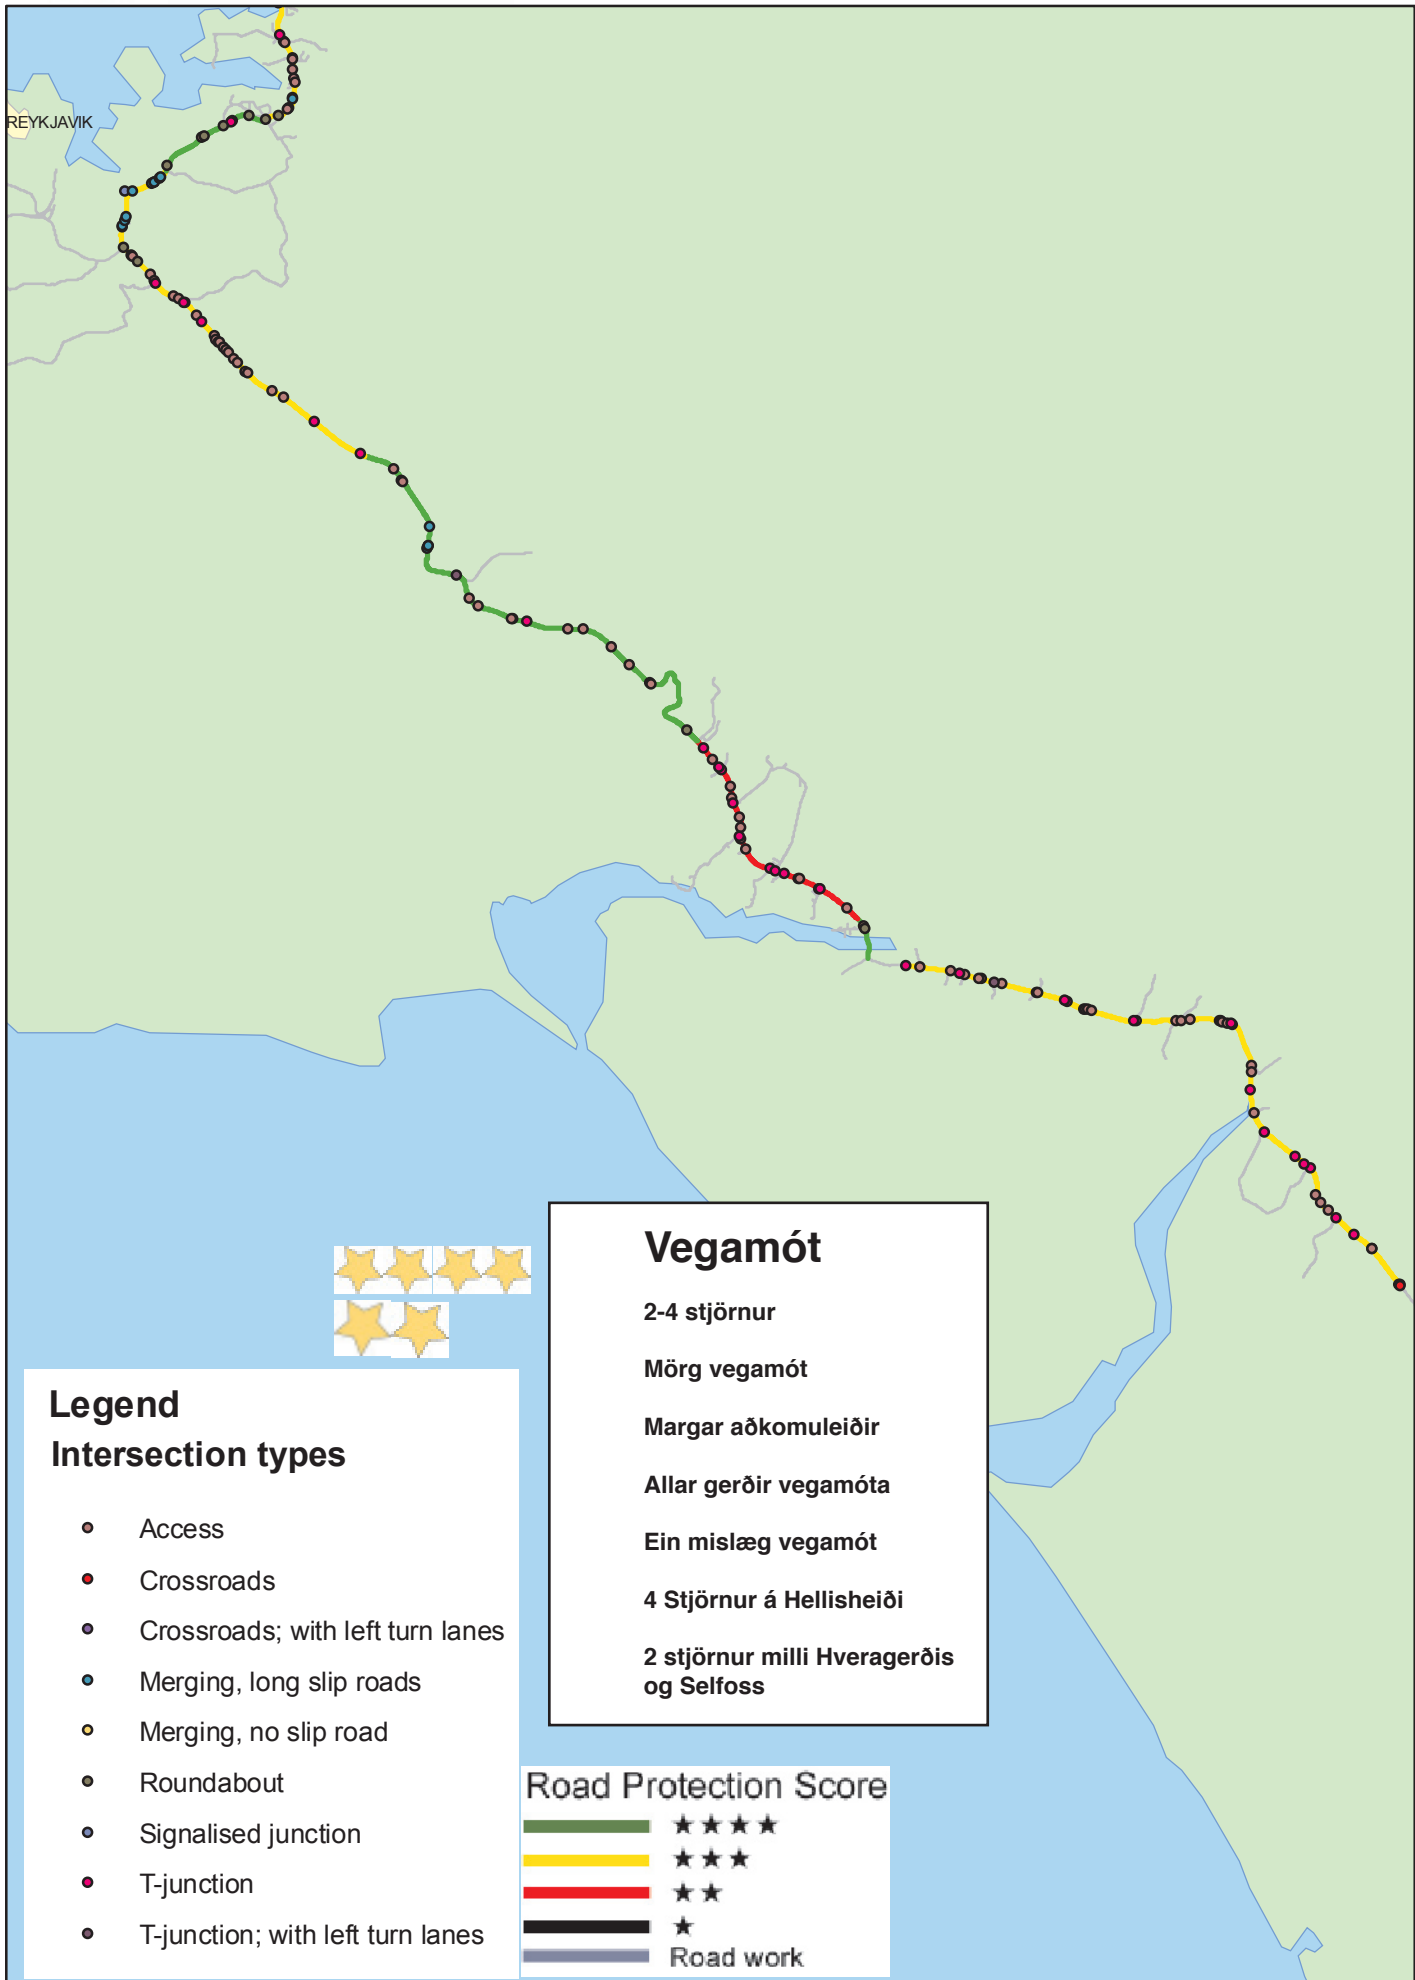 REYKJAVIK
Vegamót
2-4 stjörnur
Mörg vegamót
Margar aðkomuleiðir
Allar gerðir vegamóta
Ein mislæg vegamót
4 Stjörnur á Hellisheiði
2 stjörnur milli Hveragerðis
og Selfoss
Legend
Intersection types
Access
Crossroads
Crossroads; with left turn lanes
Merging, long slip roads
Merging, no slip road
Roundabout
Signalised junction
T-junction
T-junction; with left turn lanes
Road Protection Score
Road work